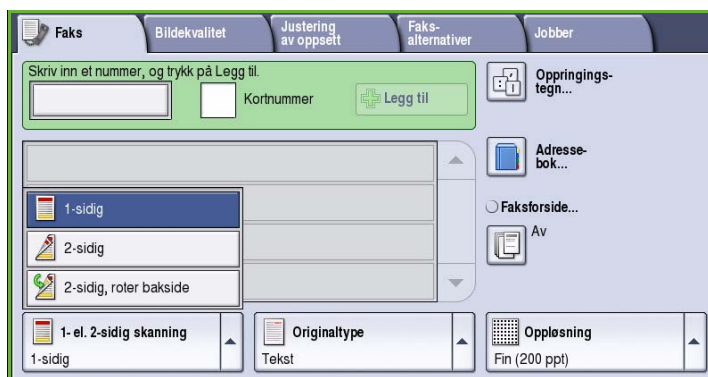 Faks
Bildekvalitet
Justering
av oppsett
Faks-
alternativer
Jobber
Skriv inn et nummer, og trykk på Legg til.
Kortnummer
Legg til
Oppringings-
tegn...
Adresse-
bok...
Faksforside...
Av
1-sidig
2-sidig
2-sidig, roter bakside
1- el. 2-sidig skanning
1-sidig
Originaltype
Tekst
Oppløsning
Fin (200 ppt)